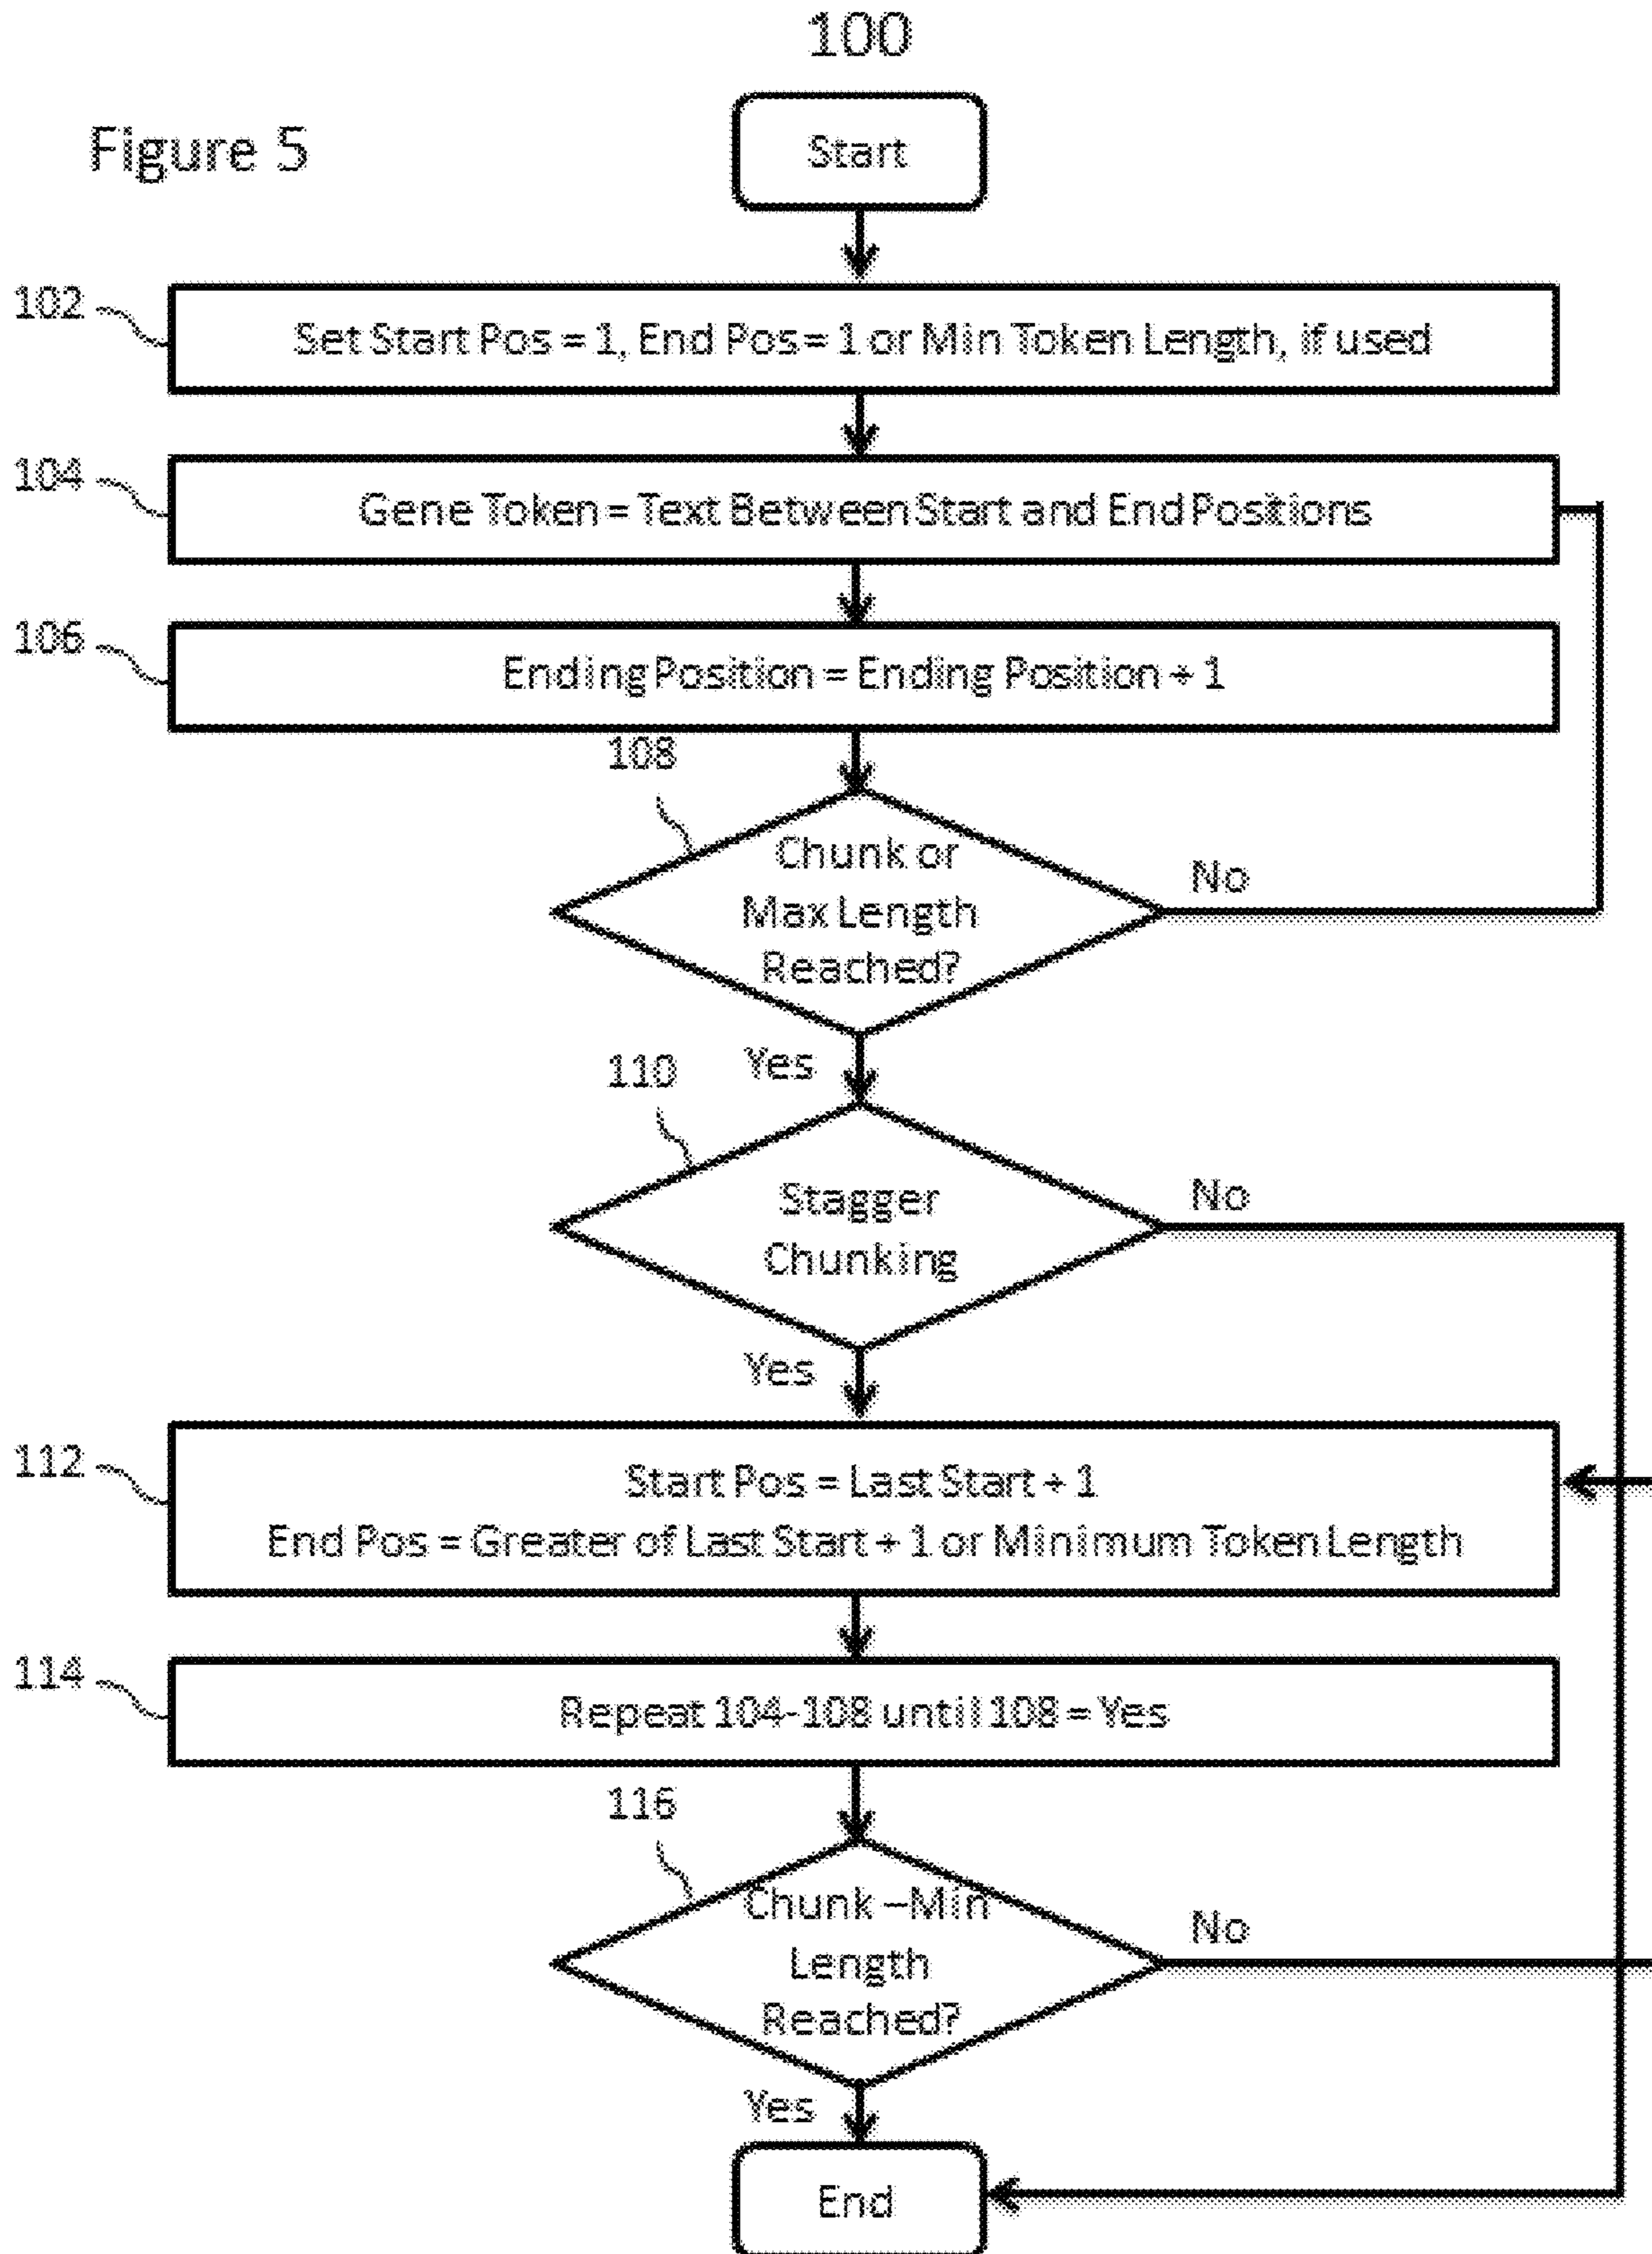 100
Figure 5
Start
102
Set Start Pos = 1, End Pos = 1 or Min Token Length, if used
104
Gene Token = Text Between Start and End Positions
106
Ending Position = Ending Position + 1
108
Chunk or
Max Length
Reached?
No
Yes
110
Stagger
Chunking
No
Yes
112
Start Pos = Last Start + 1
End Pos = Greater of Last Start + 1 or Minimum Token Length
114
Repeat 104-108 until 108 = Yes
116
Chunk –Min
Length
Reached?
No
Yes
End